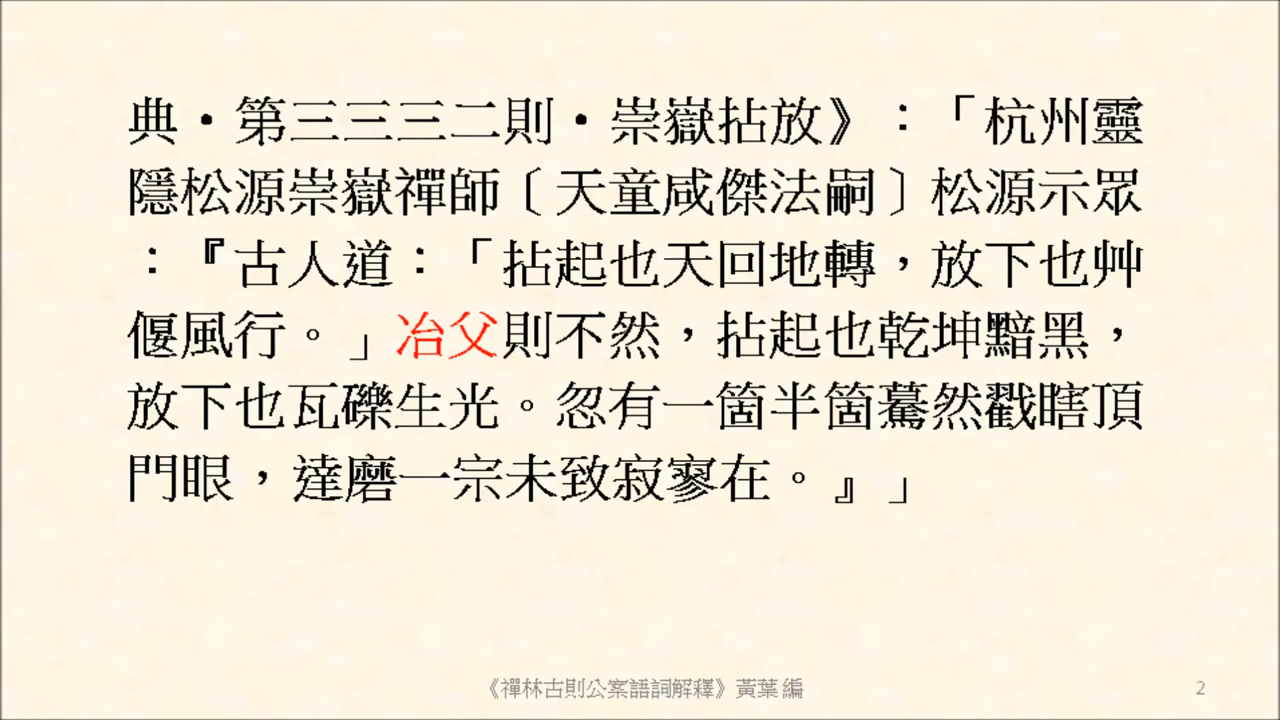 典‧第三三三二則‧崇嶽拈放》：「杭州靈
隱松源崇嶽禪師〔天童咸傑法嗣〕松源示眾
：『古人道：「拈起也天回地轉，放下也艸
偃風行。」冶父則不然，拈起也乾坤黯黑，
放下也瓦礫生光。忽有一箇半箇驀然戳瞎頂
門眼，達磨一宗未致寂寥在。』」
《禪林古則公案語詞解釋》黃葉 編
2